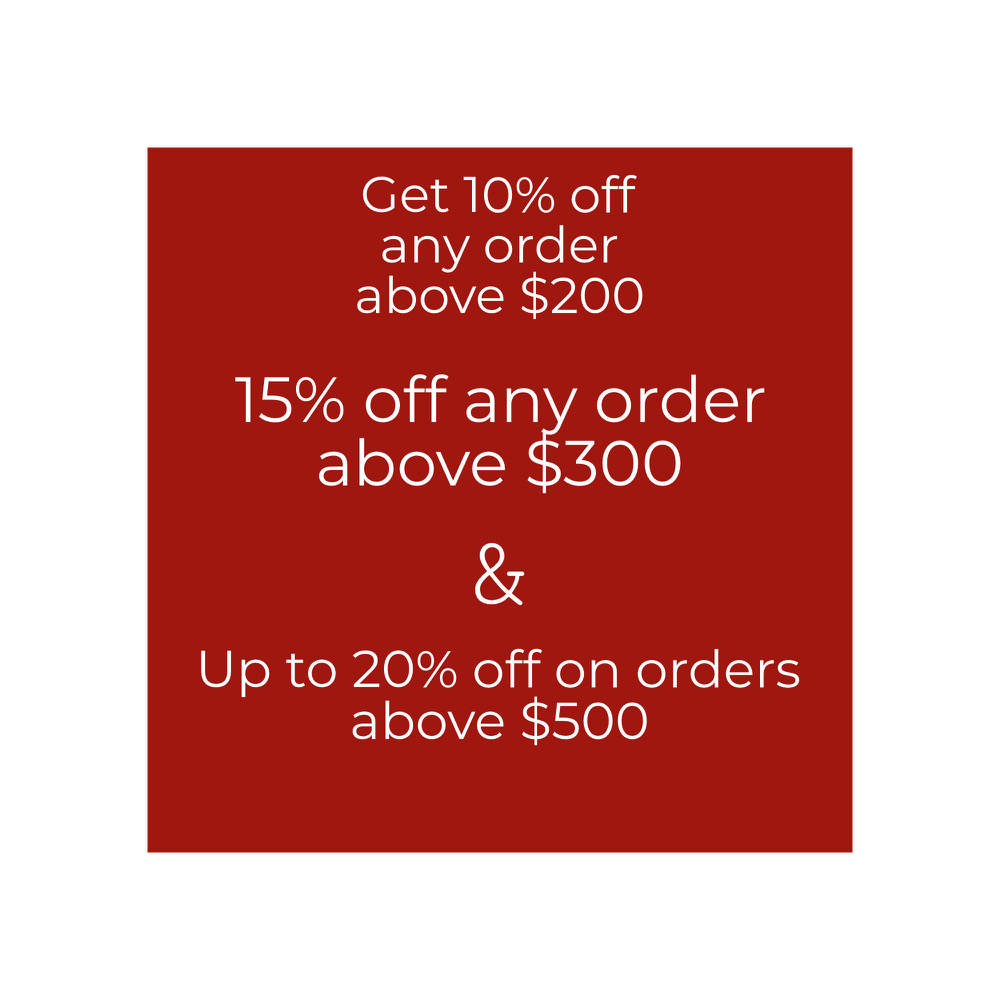 Get 10% off
any order
above $200
15% off any order
above $300
&
Up to 20% off on orders
above $500